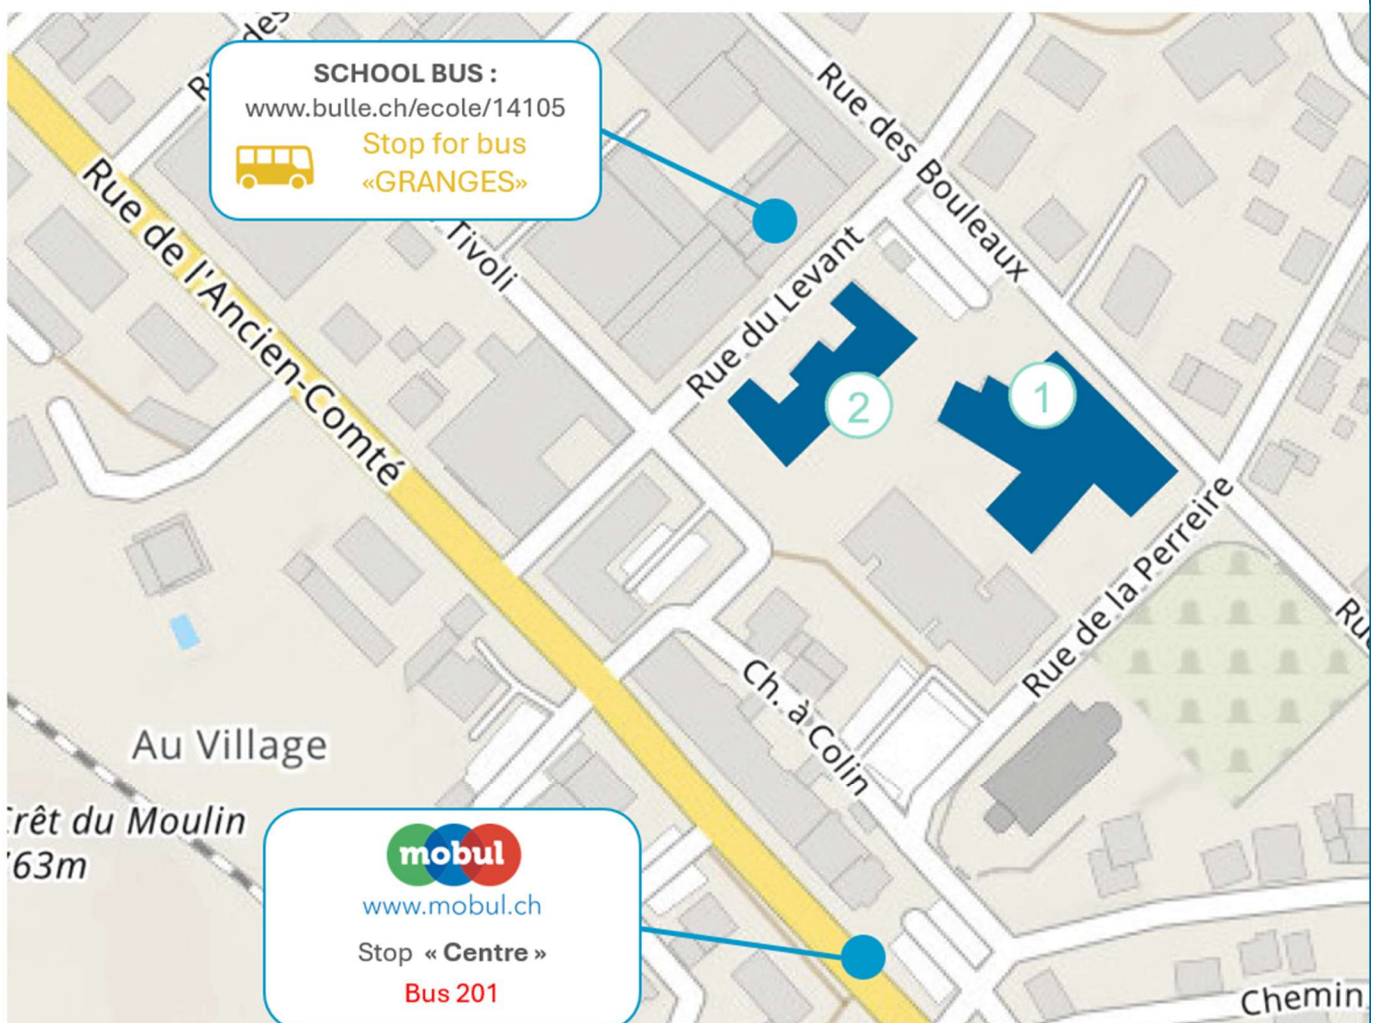 SCHOOL BUS :
www.bulle.ch/ecole/14105
Stop for bus
«GRANGES»
Rue des Bouleaux
Rue de l'Ancien-Comté
Tivoli
Rue du Levant
2
1
Rue de la Perreire
Ch. à Colin
Au Village
rêt du Moulin
63m
mobul
www.mobul.ch
Stop « Centre »
Bus 201
Chemin